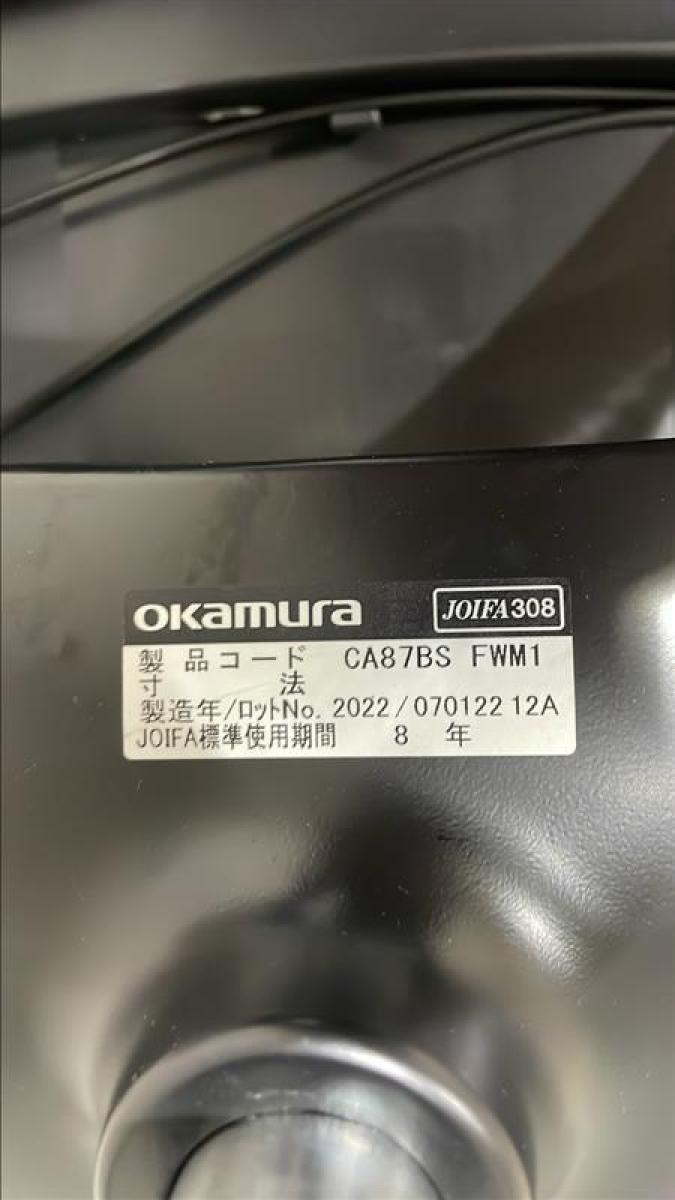 okamura JOIFA308
製品コード CA87BS FWM1
寸法
製造年/ロットNo. 2022/070122 12A
JOIFA標準使用期間 8 年